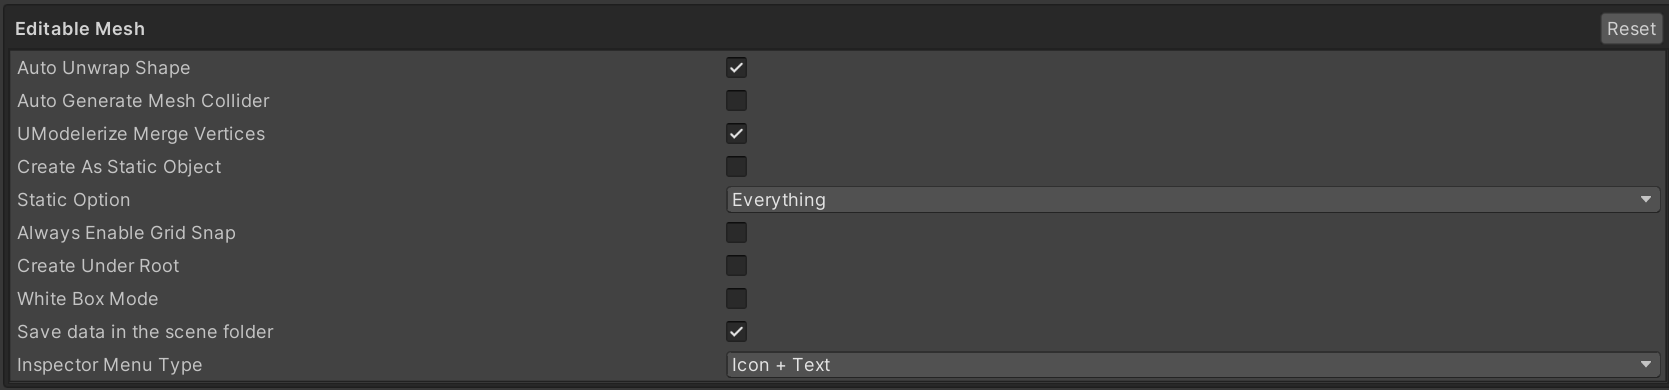 Editable Mesh
Reset
Auto Unwrap Shape
Auto Generate Mesh Collider
UModelerize Merge Vertices
Create As Static Object
Static Option
Everything
Always Enable Grid Snap
Create Under Root
White Box Mode
Save data in the scene folder
Inspector Menu Type
Icon + Text